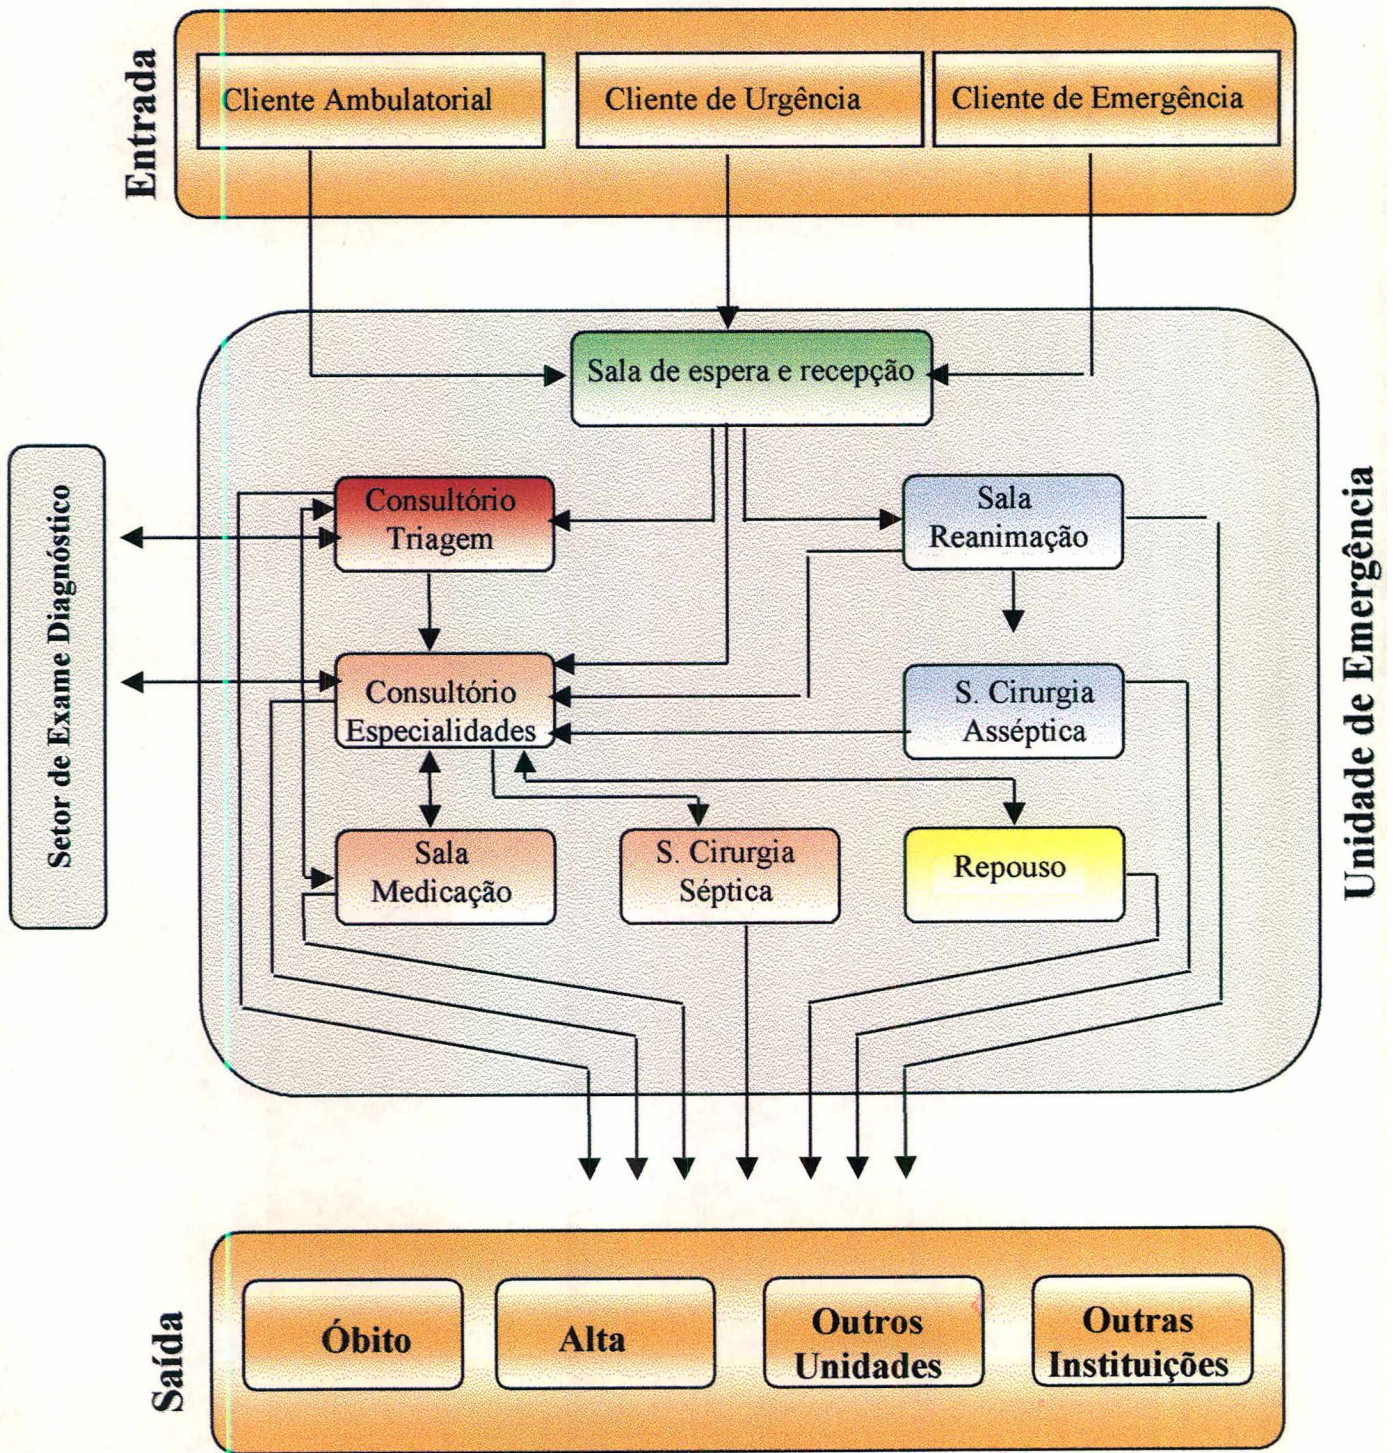 Entrada
Cliente Ambulatorial
Cliente de Urgência
Cliente de Emergência
Sala de espera e recepção
Setor de Exame Diagnóstico
Unidade de Emergência
Consultório
Triagem
Sala
Reanimação
Consultório
Especialidades
S. Cirurgia
Asséptica
Sala
Medicação
S. Cirurgia
Séptica
Repouso
Saída
Óbito
Alta
Outros
Unidades
Outras
Instituições